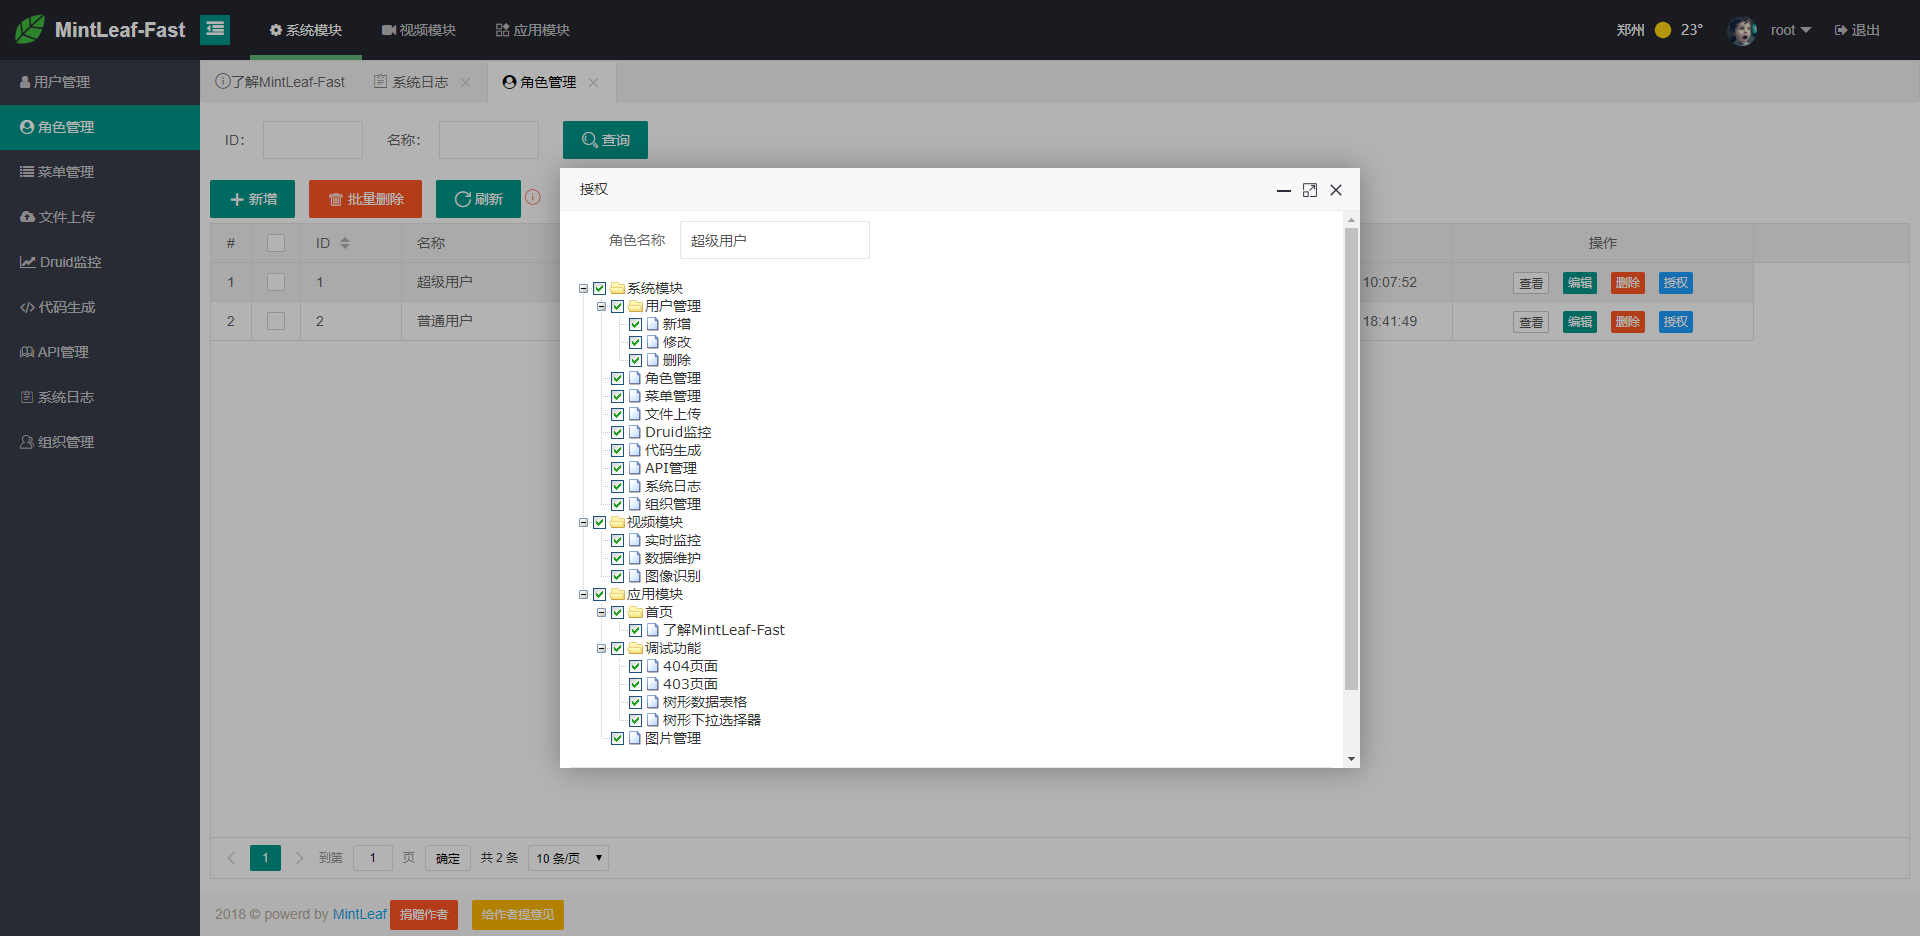 MintLeaf-Fast
系统模块
视频模块
应用模块
郑州
23°
root
退出
用户管理
角色管理
菜单管理
文件上传
Druid监控
代码生成
API管理
系统日志
组织管理
了解MintLeaf-Fast
系统日志
角色管理
ID：
名称：
查询
新增
批量删除
刷新
# ID 名称 操作
1 1 超级用户 10:07:52 查看 编辑 删除 授权
2 2 普通用户 18:41:49 查看 编辑 删除 授权
授权
角色名称 超级用户
系统模块
用户管理
新增
修改
删除
角色管理
菜单管理
文件上传
Druid监控
代码生成
API管理
系统日志
组织管理
视频模块
实时监控
数据维护
图像识别
应用模块
首页
了解MintLeaf-Fast
调试功能
404页面
403页面
树形数据表格
树形下拉选择器
图片管理
1 到第 1 页 确定 共 2 条 10 条/页
2018 © powerd by MintLeaf 捐赠作者 给作者提意见